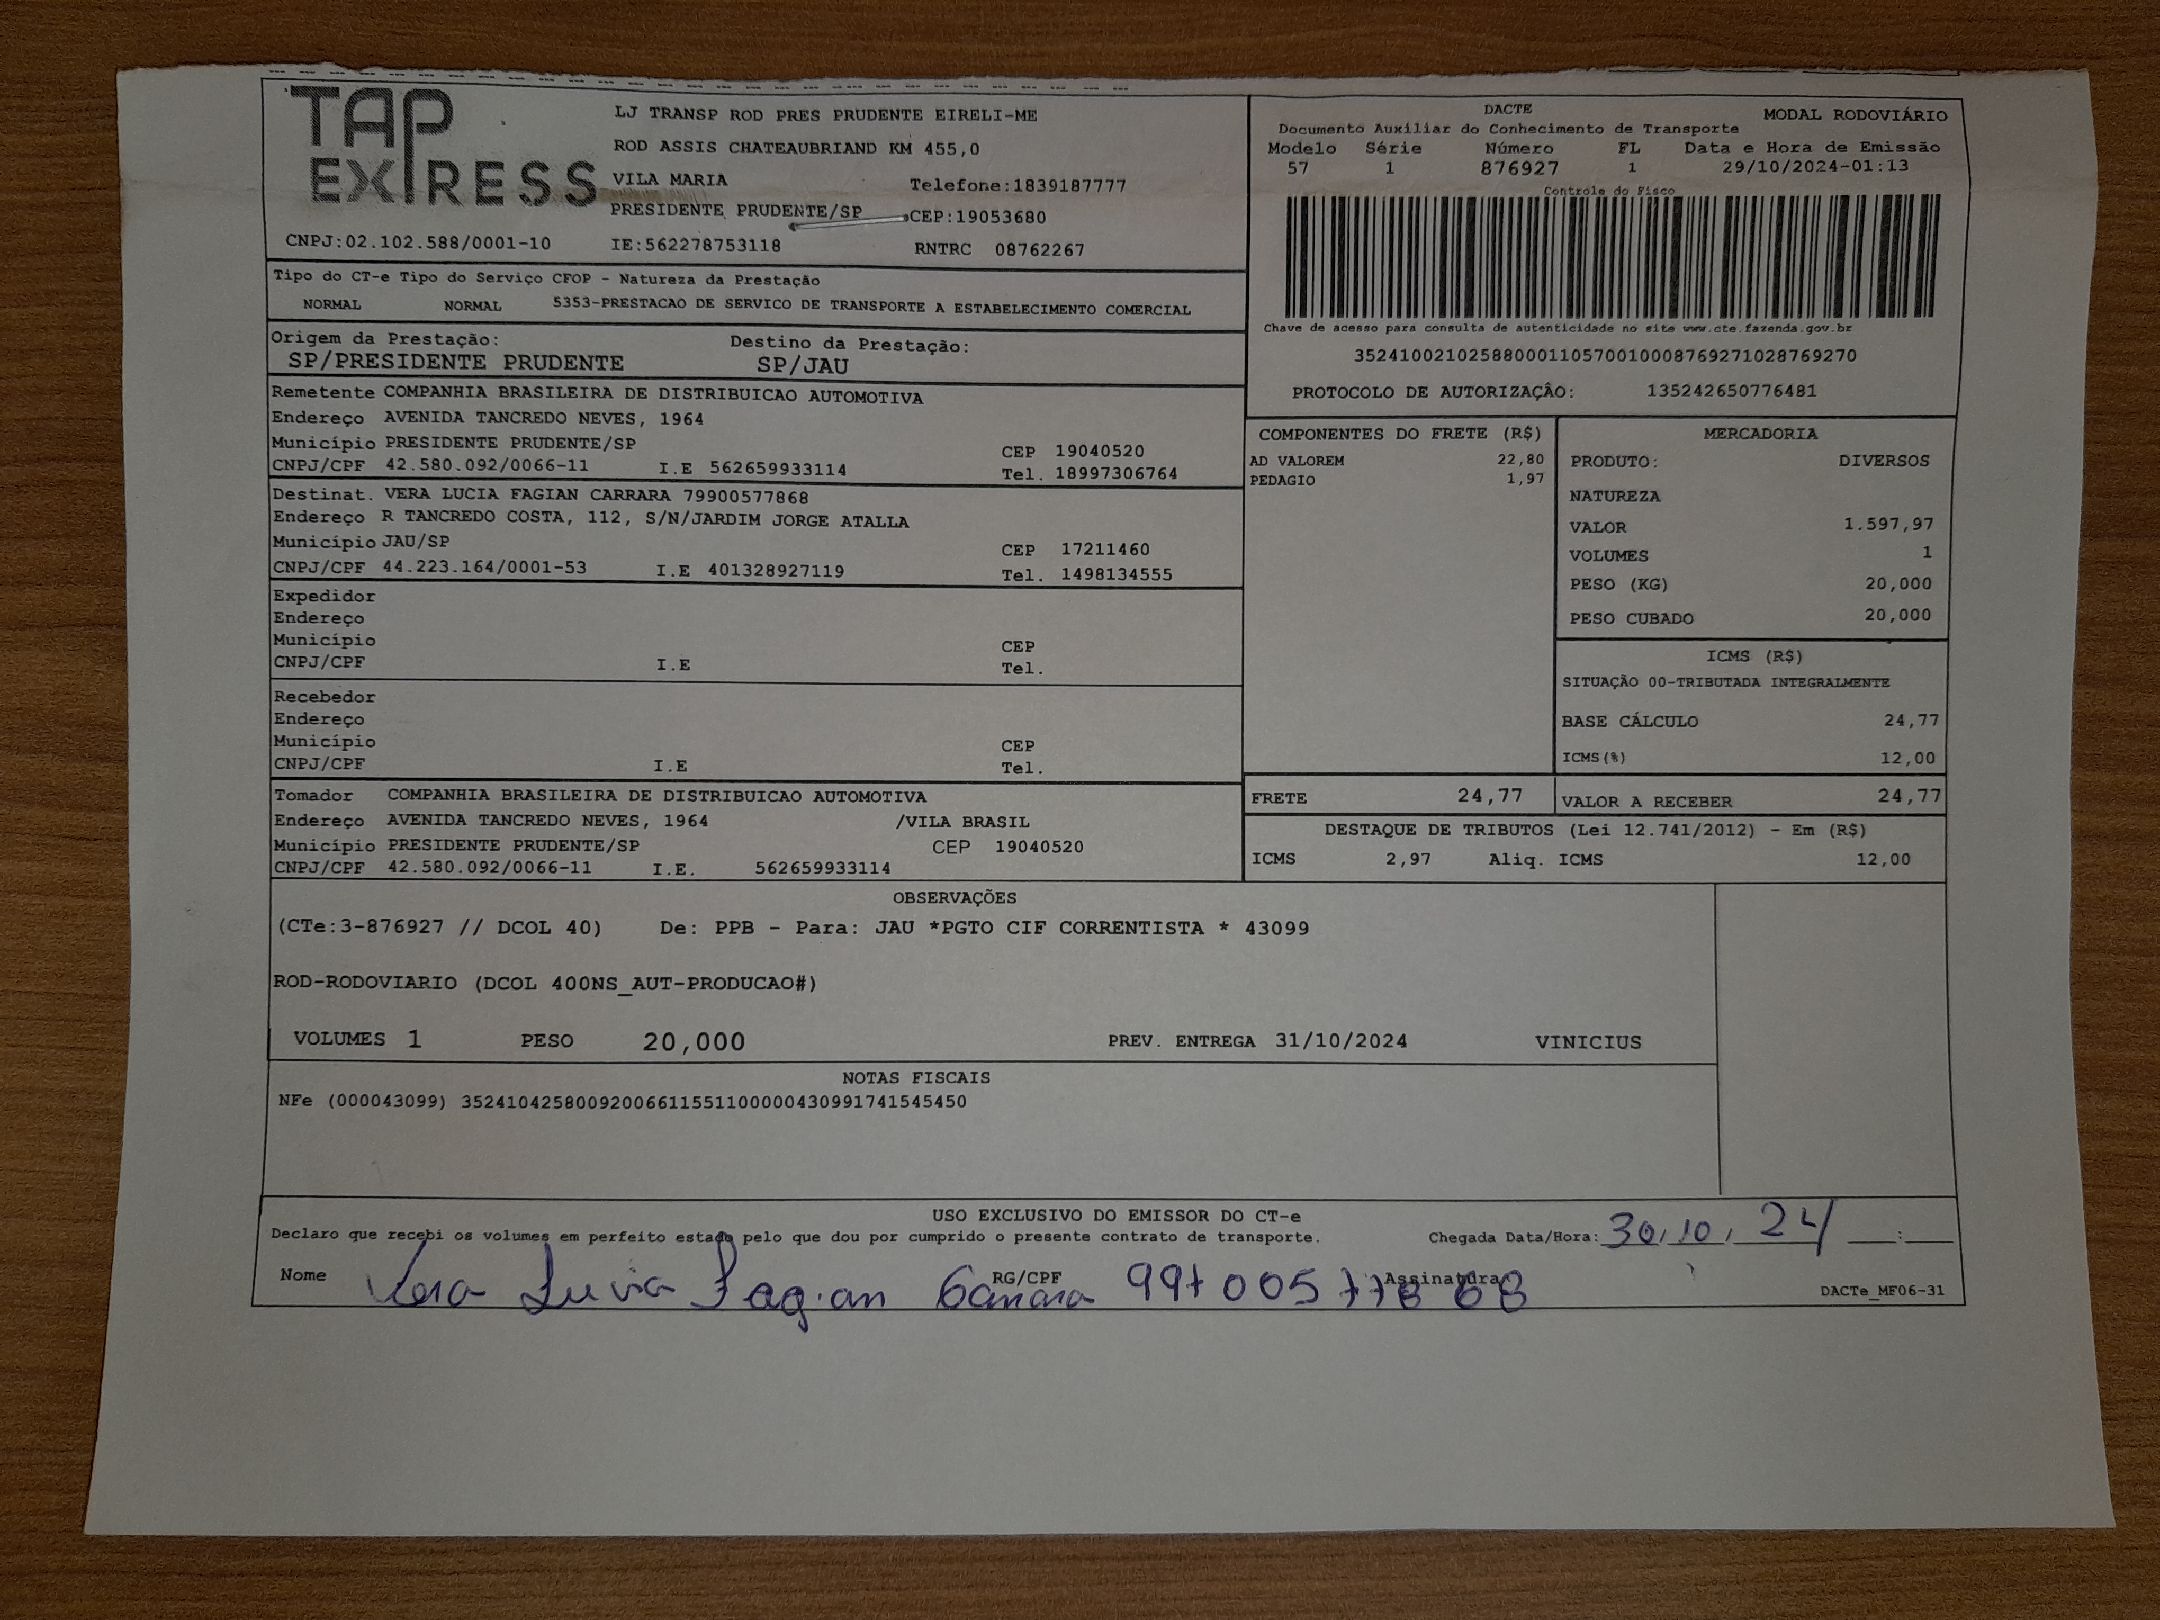 TAP EXPRESS
LJ TRANSP ROD PRES PRUDENTE EIRELI-ME
ROD ASSIS CHATEAUBRIAND KM 455,0
VILA MARIA Telefone:1839187777
PRESIDENTE PRUDENTE/SP CEP:19053680
CNPJ:02.102.588/0001-10 IE:562278753118 RNTRC 08762267
DACTE MODAL RODOVIÁRIO
Documento Auxiliar do Conhecimento de Transporte
Modelo Série Número FL Data e Hora de Emissão
57 1 876927 1 29/10/2024-01:13
Controle do Fisco
Chave de acesso para consulta de autenticidade no site www.cte.fazenda.gov.br
35241002102588000110570010008769271028769270
PROTOCOLO DE AUTORIZAÇÂO: 135242650776481
Tipo do CT-e Tipo do Serviço CFOP - Natureza da Prestação
NORMAL NORMAL 5353-PRESTACAO DE SERVICO DE TRANSPORTE A ESTABELECIMENTO COMERCIAL
Origem da Prestação: Destino da Prestação:
SP/PRESIDENTE PRUDENTE SP/JAU
Remetente COMPANHIA BRASILEIRA DE DISTRIBUICAO AUTOMOTIVA
Endereço AVENIDA TANCREDO NEVES, 1964
Município PRESIDENTE PRUDENTE/SP CEP 19040520
CNPJ/CPF 42.580.092/0066-11 I.E 562659933114 Tel. 18997306764
Destinat. VERA LUCIA FAGIAN CARRARA 79900577868
Endereço R TANCREDO COSTA, 112, S/N/JARDIM JORGE ATALLA
Município JAU/SP CEP 17211460
CNPJ/CPF 44.223.164/0001-53 I.E 401328927119 Tel. 1498134555
Expedidor
Endereço
Município CEP
CNPJ/CPF I.E Tel.
Recebedor
Endereço
Município CEP
CNPJ/CPF I.E Tel.
Tomador COMPANHIA BRASILEIRA DE DISTRIBUICAO AUTOMOTIVA
Endereço AVENIDA TANCREDO NEVES, 1964 /VILA BRASIL
Município PRESIDENTE PRUDENTE/SP CEP 19040520
CNPJ/CPF 42.580.092/0066-11 I.E. 562659933114
COMPONENTES DO FRETE (R$)
AD VALOREM 22,80
PEDAGIO 1,97
MERCADORIA
PRODUTO: DIVERSOS
NATUREZA
VALOR 1.597,97
VOLUMES 1
PESO (KG) 20,000
PESO CUBADO 20,000
ICMS (R$)
SITUAÇÃO 00-TRIBUTADA INTEGRALMENTE
BASE CÁLCULO 24,77
ICMS(%) 12,00
FRETE 24,77 VALOR A RECEBER 24,77
DESTAQUE DE TRIBUTOS (Lei 12.741/2012) - Em (R$)
ICMS 2,97 Aliq. ICMS 12,00
OBSERVAÇÕES
(CTe:3-876927 // DCOL 40) De: PPB - Para: JAU *PGTO CIF CORRENTISTA * 43099
ROD-RODOVIARIO (DCOL 400NS_AUT-PRODUCAO#)
VOLUMES 1 PESO 20,000 PREV. ENTREGA 31/10/2024 VINICIUS
NOTAS FISCAIS
NFe (000043099) 35241042580092006611551100000430991741545450
USO EXCLUSIVO DO EMISSOR DO CT-e
Declaro que recebi os volumes em perfeito estado pelo que dou por cumprido o presente contrato de transporte. Chegada Data/Hora: 30,10, 24 :
Nome Vera Lucia Fagian Carrara RG/CPF Assinatura
DACTe_MF06-31